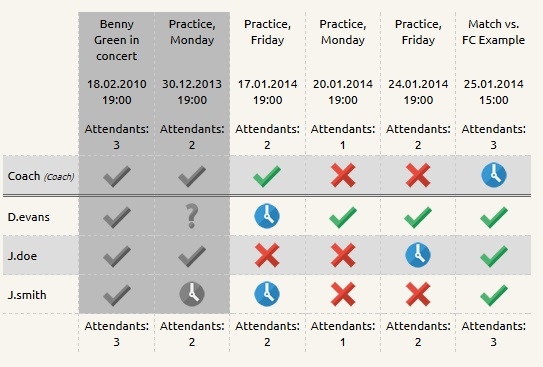 Benny Green in concert
Practice, Monday
Practice, Friday
Practice, Monday
Practice, Friday
Match vs. FC Example
18.02.2010 19:00
30.12.2013 19:00
17.01.2014 19:00
20.01.2014 19:00
24.01.2014 19:00
25.01.2014 15:00
Attendants: 3
Attendants: 2
Attendants: 2
Attendants: 1
Attendants: 2
Attendants: 3
Coach (Coach)
D.evans
?
J.doe
J.smith
Attendants: 3
Attendants: 2
Attendants: 2
Attendants: 1
Attendants: 2
Attendants: 3